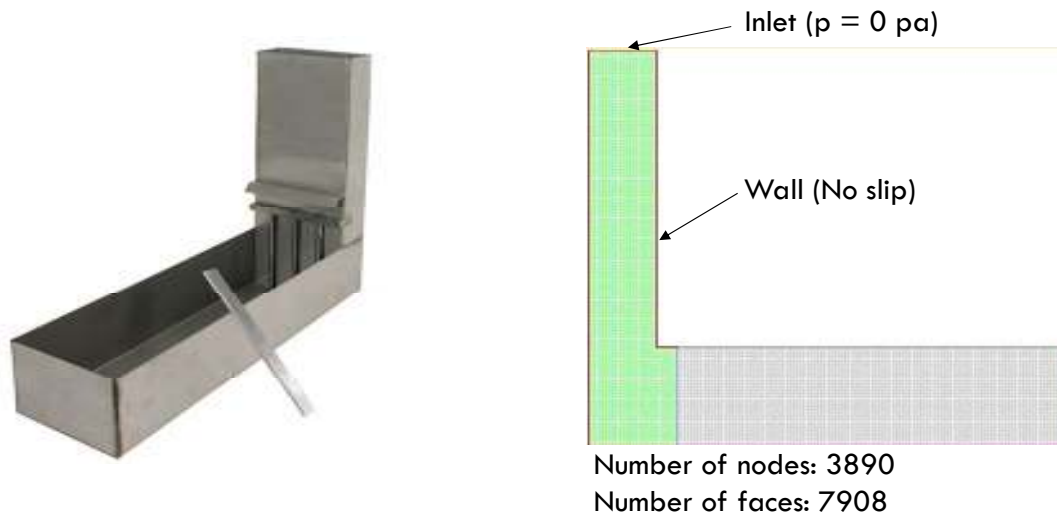 Inlet (p = 0 pa)
Wall (No slip)
Number of nodes: 3890
Number of faces: 7908